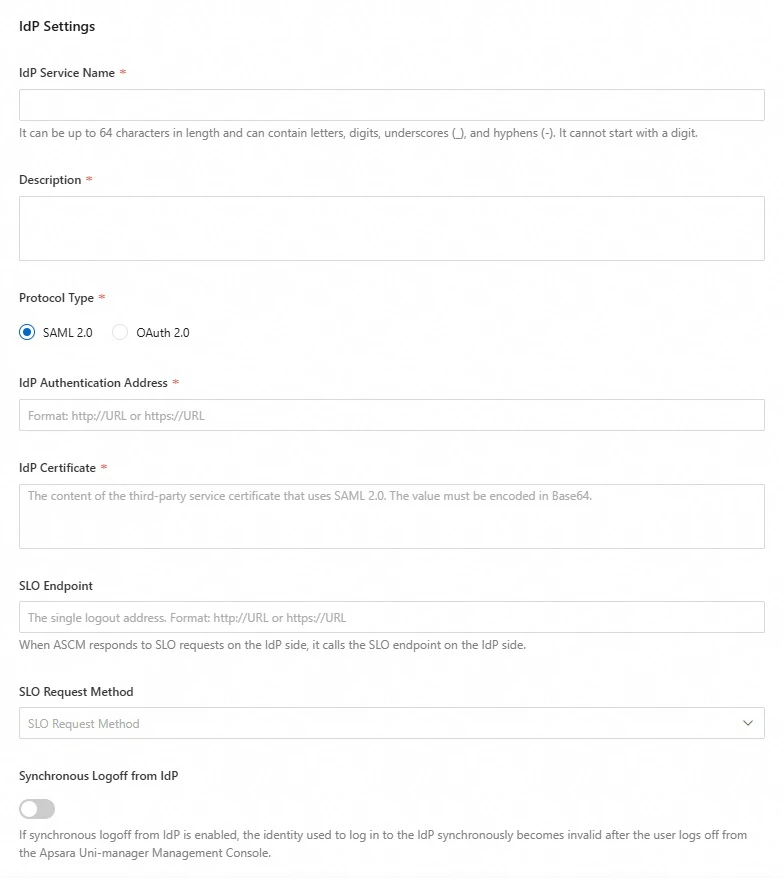 IdP Settings
IdP Service Name *
It can be up to 64 characters in length and can contain letters, digits, underscores (_), and hyphens (-). It cannot start with a digit.
Description *
Protocol Type *
SAML 2.0 OAuth 2.0
IdP Authentication Address *
Format: http://URL or https://URL
IdP Certificate *
The content of the third-party service certificate that uses SAML 2.0. The value must be encoded in Base64.
SLO Endpoint
The single logout address. Format: http://URL or https://URL
When ASCM responds to SLO requests on the IdP side, it calls the SLO endpoint on the IdP side.
SLO Request Method
SLO Request Method
Synchronous Logoff from IdP
If synchronous logoff from IdP is enabled, the identity used to log in to the IdP synchronously becomes invalid after the user logs off from
the Apsara Uni-manager Management Console.